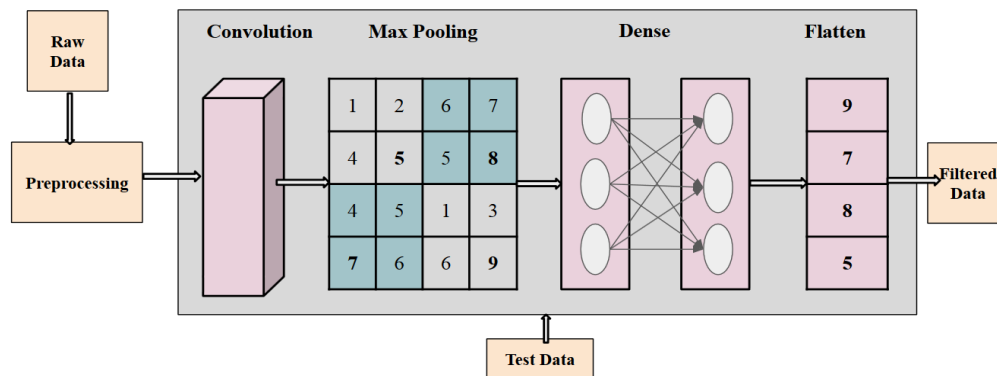 Raw
Data
Preprocessing
Convolution
Max Pooling
Dense
Flatten
1 2 6 7
4 5 5 8
4 5 1 3
7 6 6 9
9
7
8
5
Filtered
Data
Test Data